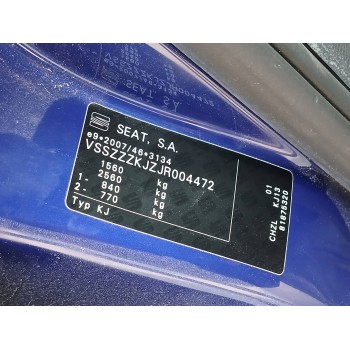 SEAT, S.A.
e9*2007/46*3134
VSSZZZKJZJR004472
1560 kg
2560 kg
1- 840 kg
2- 770 kg
Typ KJ
01
CHZL KJ13
81875320